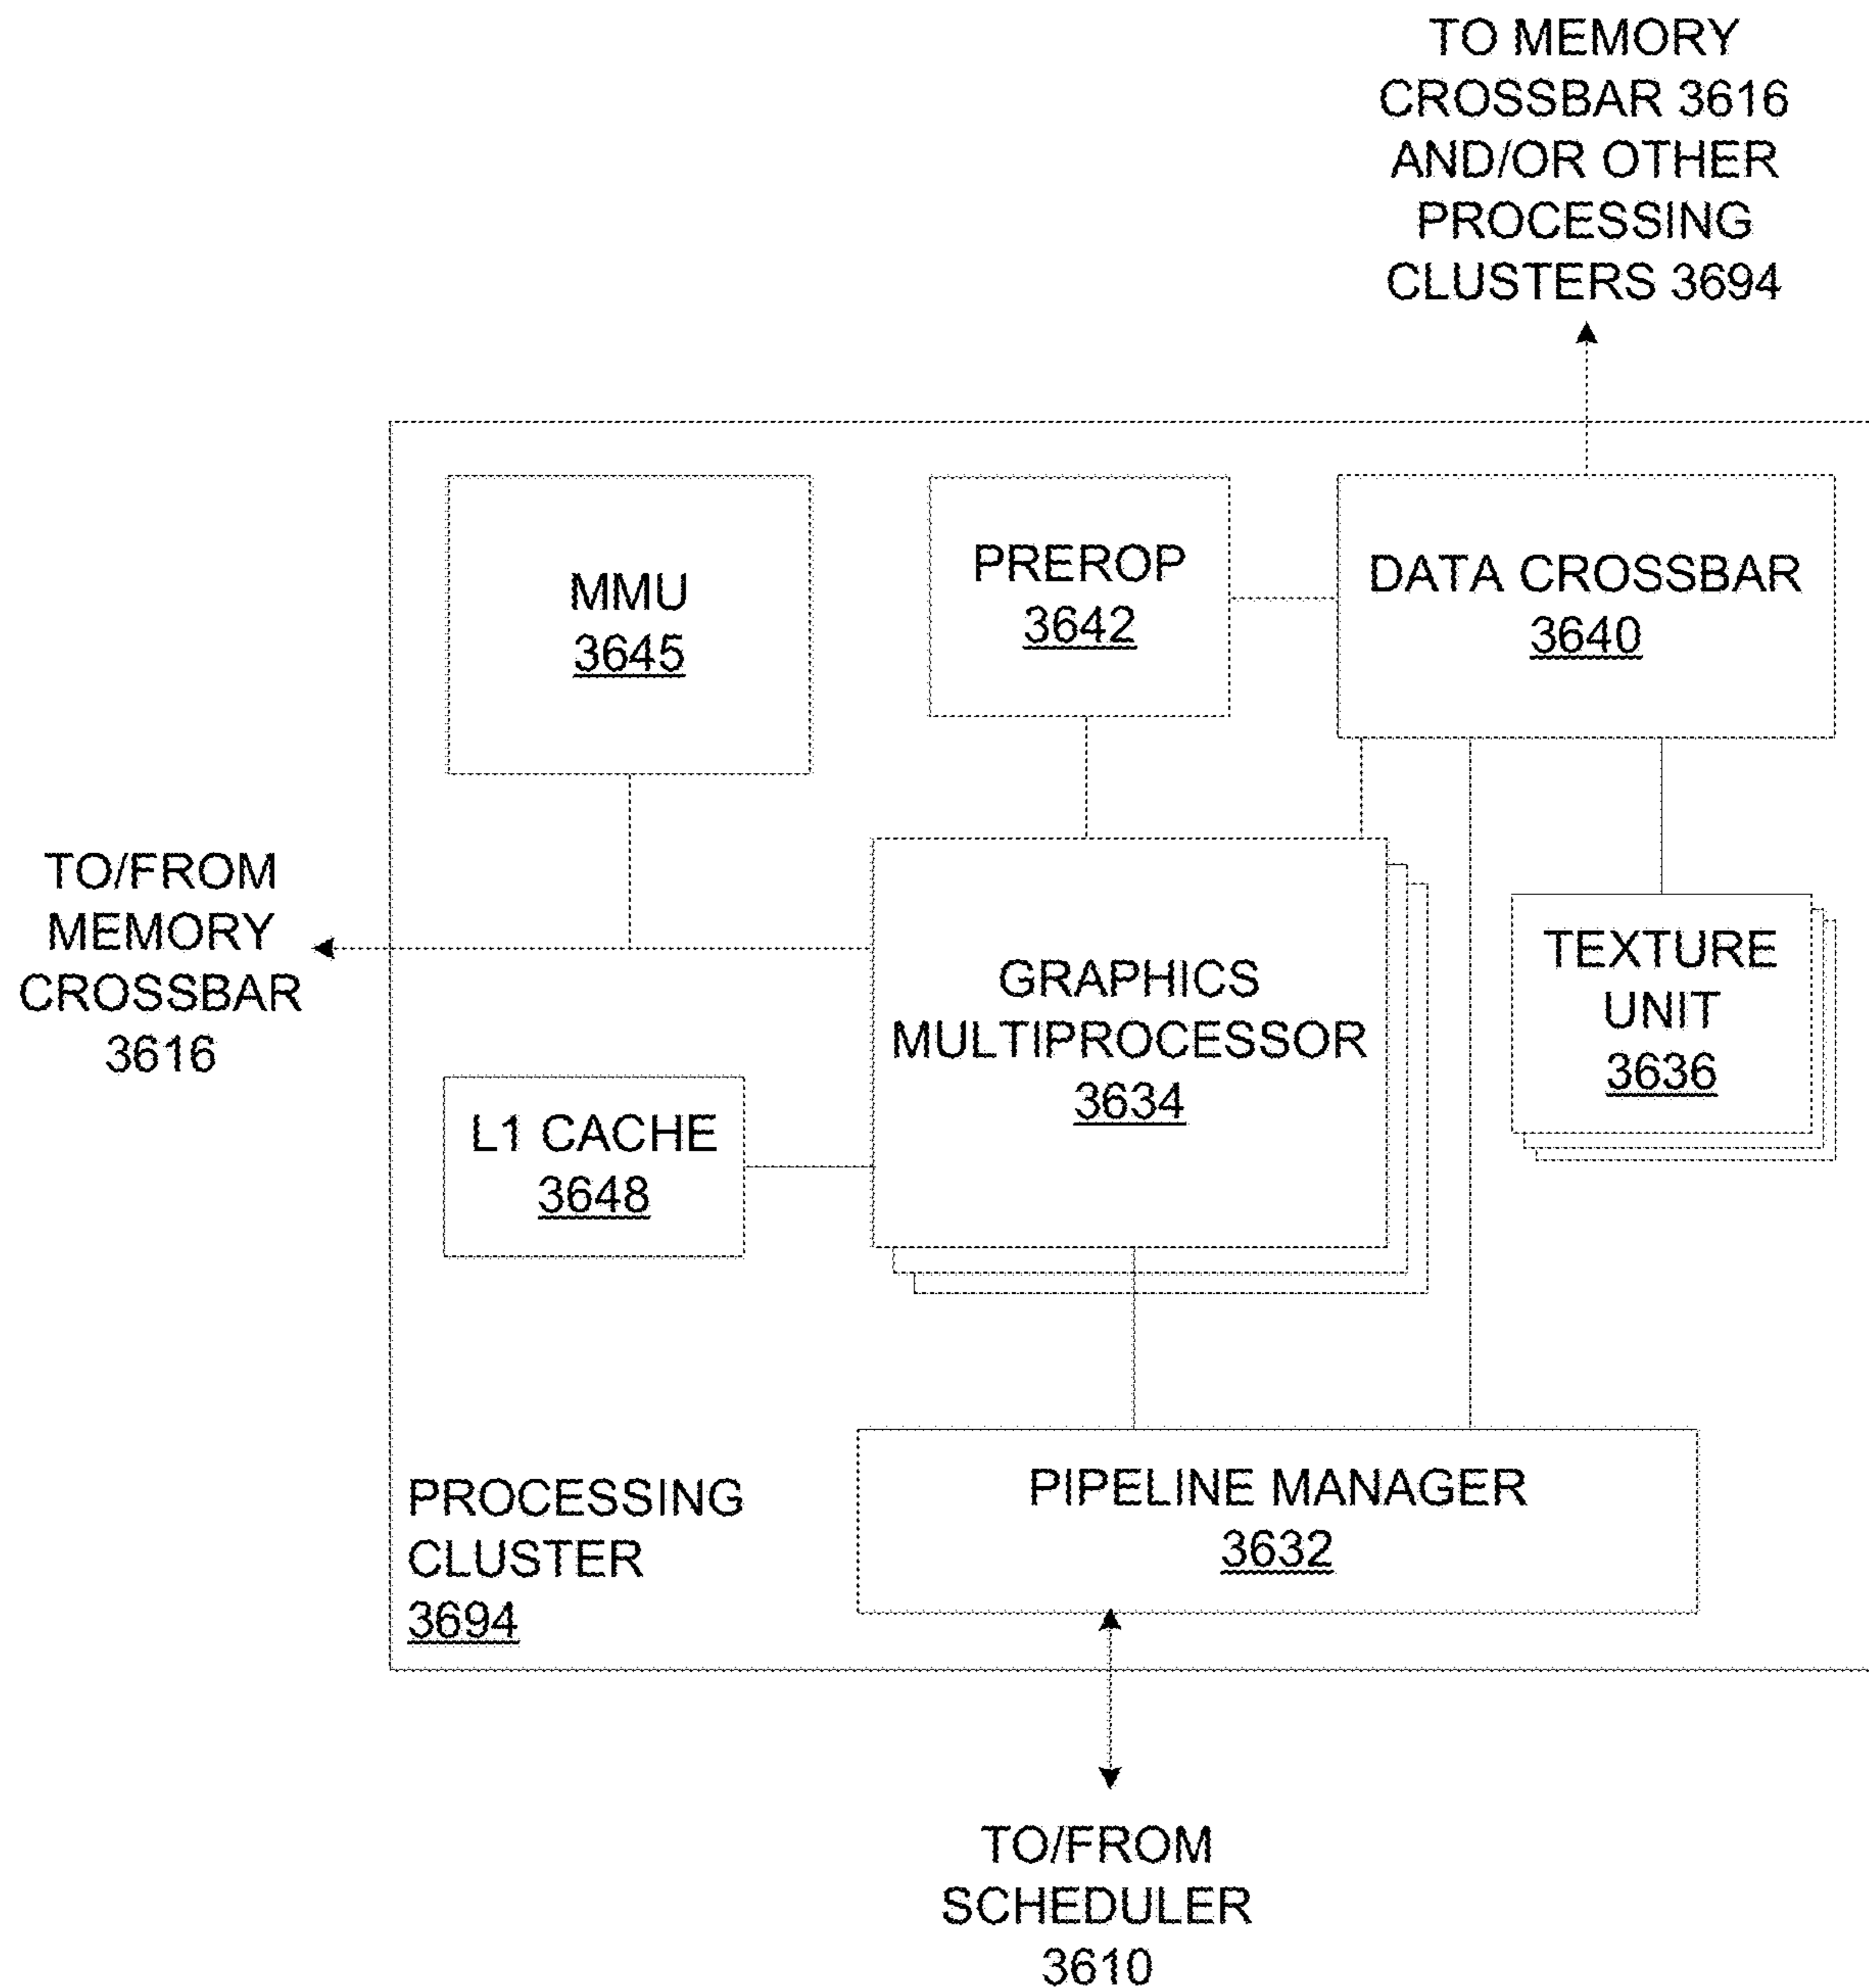 TO MEMORY
CROSSBAR 3616
AND/OR OTHER
PROCESSING
CLUSTERS 3694
MMU
3645
PREROP
3642
DATA CROSSBAR
3640
TO/FROM
MEMORY
CROSSBAR
3616
GRAPHICS
MULTIPROCESSOR
3634
TEXTURE
UNIT
3636
L1 CACHE
3648
PIPELINE MANAGER
3632
PROCESSING
CLUSTER
3694
TO/FROM
SCHEDULER
3610